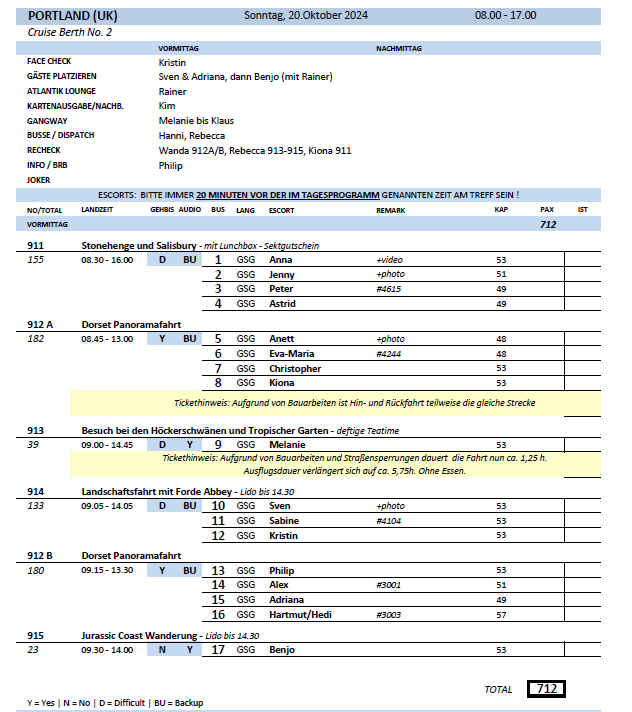 PORTLAND (UK) Sonntag, 20.Oktober 2024 08.00 - 17.00
Cruise Berth No. 2
VORMITTAG NACHMITTAG
FACE CHECK Kristin
GÄSTE PLATZIEREN Sven & Adriana, dann Benjo (mit Rainer)
ATLANTIK LOUNGE Rainer
KARTENAUSGABE/NACHB. Kim
GANGWAY Melanie bis Klaus
BUSSE / DISPATCH Hanni, Rebecca
RECHECK Wanda 912A/B, Rebecca 913-915, Kiona 911
INFO / BRB Philip
JOKER
ESCORTS: BITTE IMMER 20 MINUTEN VOR DER IM TAGESPROGRAMM GENANNTEN ZEIT AM TREFF SEIN !
NO/TOTAL LANDZEIT GEHBIS AUDIO BUS LANG ESCORT REMARK KAP PAX IST
VORMITTAG 712
911 Stonehenge und Salisbury - mit Lunchbox - Sektgutschein
155 08.30 - 16.00 D BU 1 GSG Anna +video 53
2 GSG Jenny +photo 51
3 GSG Peter #4615 49
4 GSG Astrid 49
912 A Dorset Panoramafahrt
182 08.45 - 13.00 Y BU 5 GSG Anett +photo 48
6 GSG Eva-Maria #4244 48
7 GSG Christopher 53
8 GSG Kiona 53
Tickethinweis: Aufgrund von Bauarbeiten ist Hin- und Rückfahrt teilweise die gleiche Strecke
913 Besuch bei den Höckerschwänen und Tropischer Garten - deftige Teatime
39 09.00 - 14.45 D Y 9 GSG Melanie 53
Tickethinweis: Aufgrund von Bauarbeiten und Straßensperrungen dauert die Fahrt nun ca. 1,25 h.
Ausflugsdauer verlängert sich auf ca. 5,75h. Ohne Essen.
914 Landschaftsfahrt mit Forde Abbey - Lido bis 14.30
133 09.05 - 14.05 D BU 10 GSG Sven +photo 53
11 GSG Sabine #4104 53
12 GSG Kristin 53
912 B Dorset Panoramafahrt
180 09.15 - 13.30 Y BU 13 GSG Philip 53
14 GSG Alex #3001 51
15 GSG Adriana 49
16 GSG Hartmut/Hedi #3003 57
915 Jurassic Coast Wanderung - Lido bis 14.30
23 09.30 - 14.00 N Y 17 GSG Benjo 53
TOTAL 712
Y = Yes | N = No | D = Difficult | BU = Backup